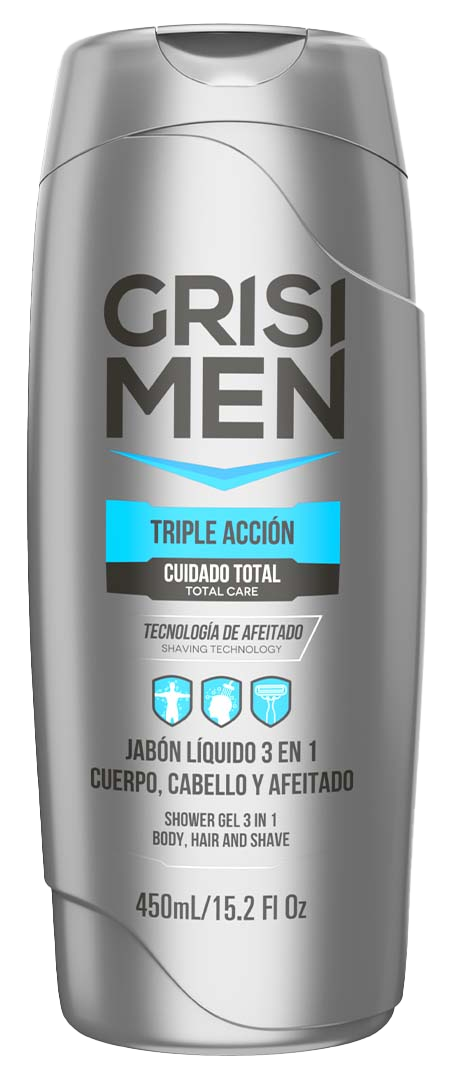 GRISI
MEN
TRIPLE ACCIÓN
CUIDADO TOTAL
TOTAL CARE
TECNOLOGÍA DE AFEITADO
SHAVING TECHNOLOGY
JABÓN LÍQUIDO 3 EN 1
CUERPO, CABELLO Y AFEITADO
SHOWER GEL 3 IN 1
BODY, HAIR AND SHAVE
450mL/15.2 Fl Oz